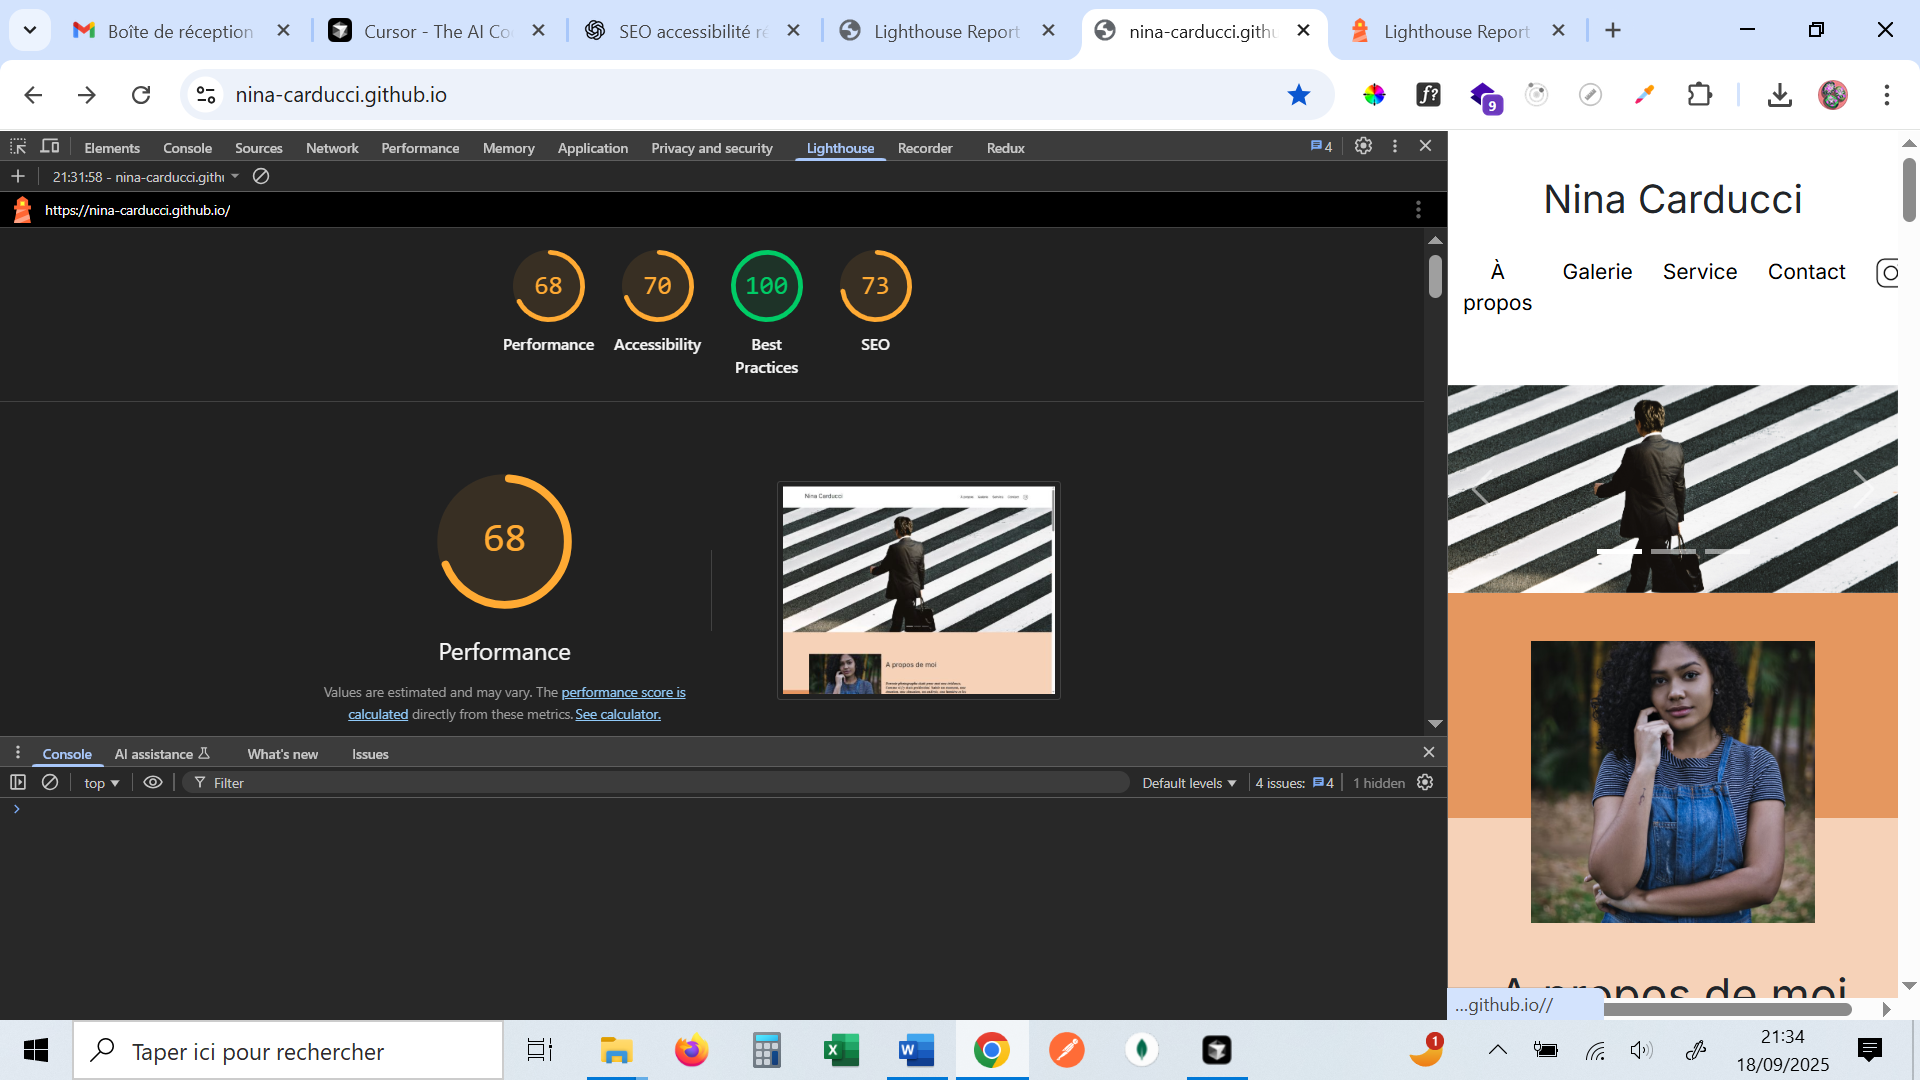 Boîte de réception
Cursor - The AI Co
SEO accessibilité ré
Lighthouse Report
nina-carducci.githu
Lighthouse Report
nina-carducci.github.io
9
Elements Console Sources Network Performance Memory Application Privacy and security Lighthouse Recorder Redux 4
21:31:58 - nina-carducci.githu
https://nina-carducci.github.io/
68 70 100 73
Performance Accessibility Best Practices SEO
68
Performance
Values are estimated and may vary. The performance score is
calculated directly from these metrics. See calculator.
Nina Carducci
A propos de moi
Console AI assistance What's new Issues
top Filter Default levels 4 issues: 4 1 hidden
Nina Carducci
À propos Galerie Service Contact
A propos de moi
...github.io//
Taper ici pour rechercher
1
21:34
18/09/2025